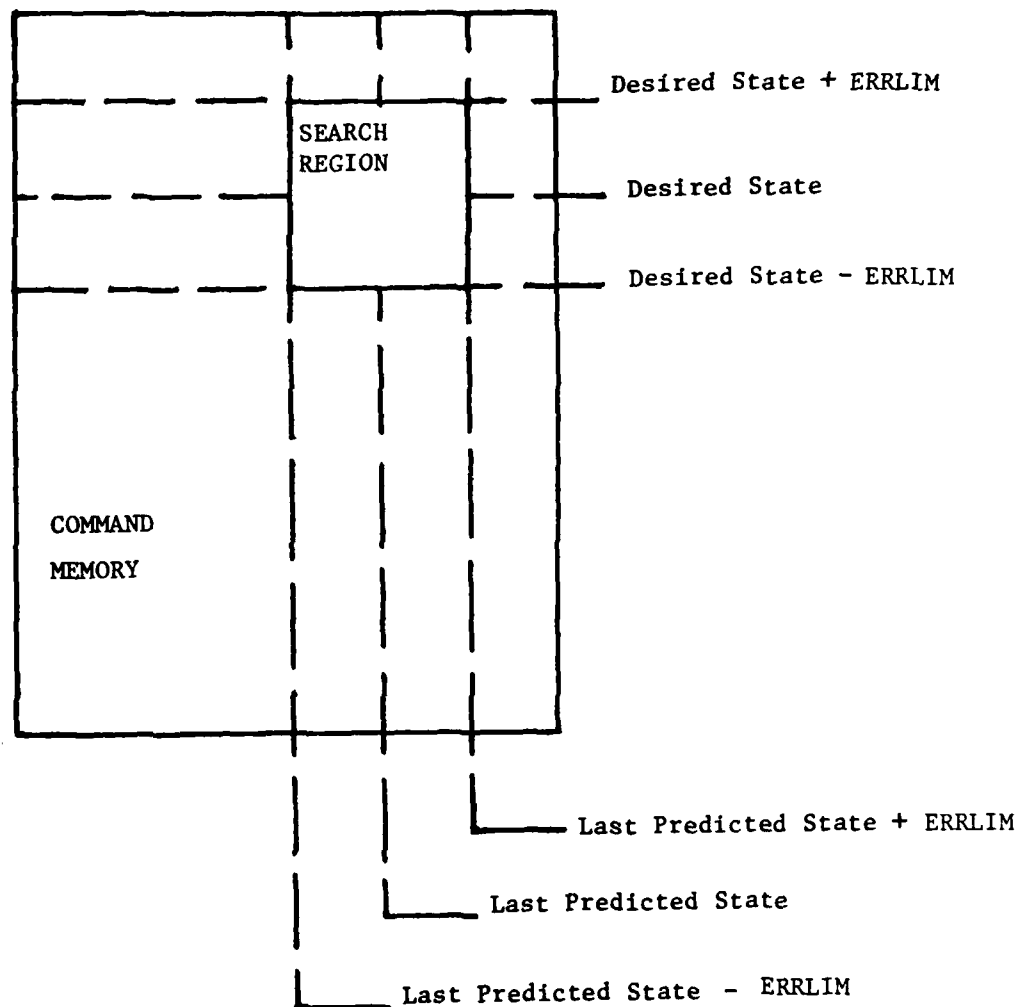 Desired State + ERRLIM
SEARCH
REGION
Desired State
Desired State - ERRLIM
COMMAND
MEMORY
Last Predicted State + ERRLIM
Last Predicted State
Last Predicted State - ERRLIM